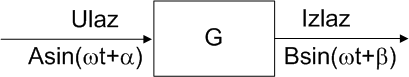 Ulaz
Asin(ωt+α)
G
Izlaz
Bsin(ωt+β)